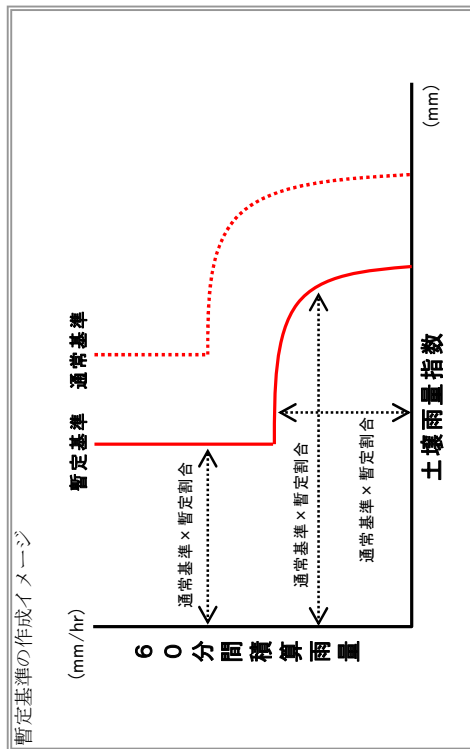 暫定基準の作成イメージ
(mm/hr)
60分間積算雨量
暫定基準
通常基準
通常基準×暫定割合
通常基準×暫定割合
通常基準×暫定割合
土壌雨量指数
(mm)